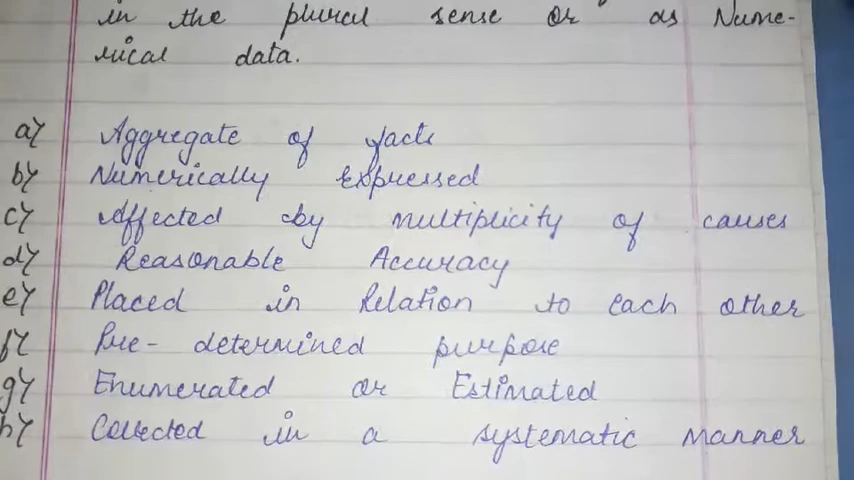 in the plural sense or as Nume-
rical data.
a) Aggregate of facts
b) Numerically Expressed
c) Affected by multiplicity of causes
d) Reasonable Accuracy
e) Placed in Relation to each other
f) Pre-determined purpose
g) Enumerated or Estimated
h) Collected in a systematic manner